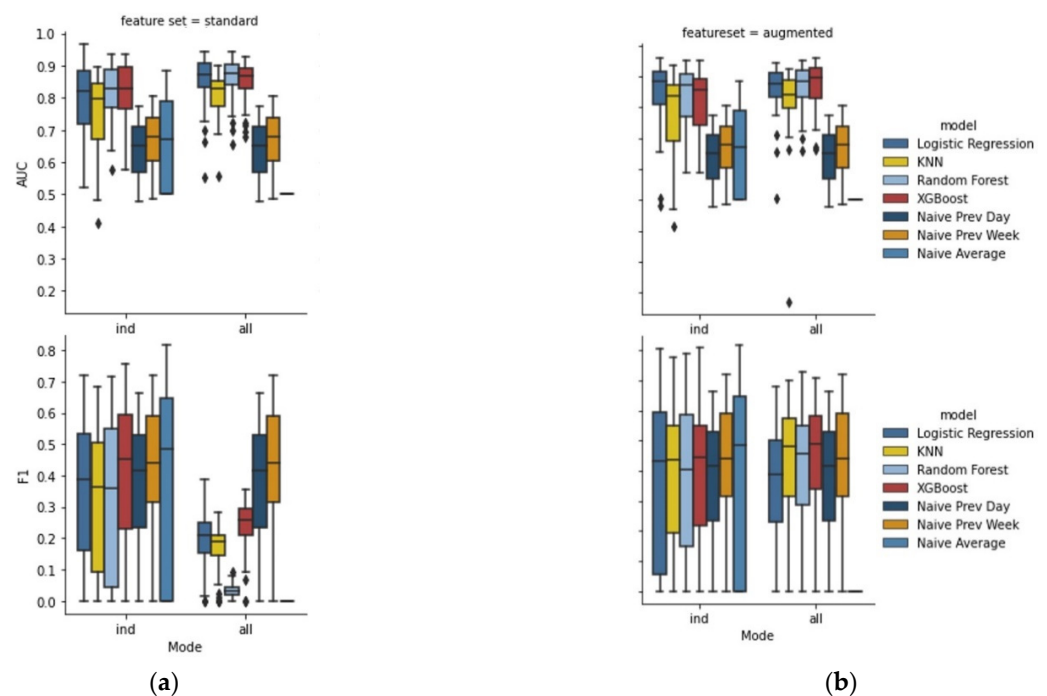 feature set = standard
1.0
0.9
0.8
0.7
0.6
0.5
0.4
0.3
0.2
AUC
ind
all
0.8
0.7
0.6
0.5
0.4
0.3
0.2
0.1
0.0
F1
ind
all
Mode
(a)
featureset = augmented
model
Logistic Regression
KNN
Random Forest
XGBoost
Naive Prev Day
Naive Prev Week
Naive Average
ind
all
model
Logistic Regression
KNN
Random Forest
XGBoost
Naive Prev Day
Naive Prev Week
Naive Average
ind
all
Mode
(b)